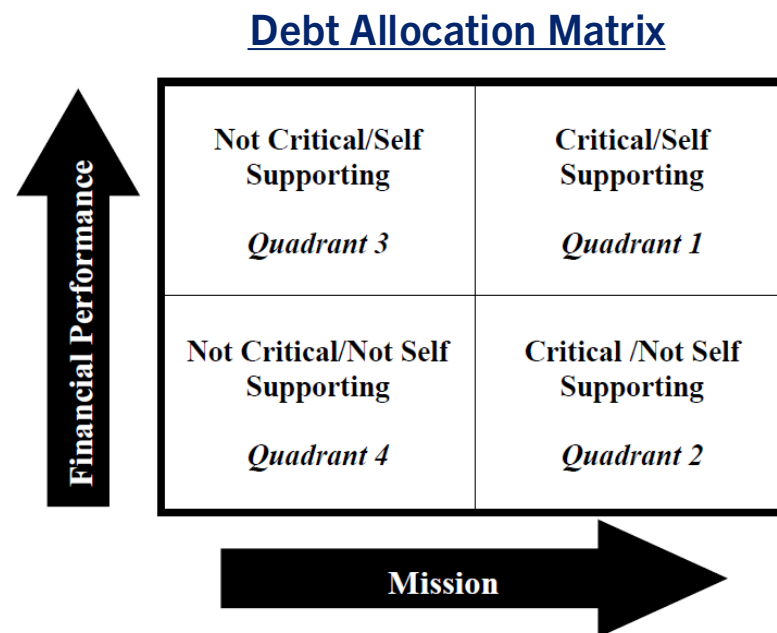 Debt Allocation Matrix
Financial Performance
Not Critical/Self
Supporting
Quadrant 3
Critical/Self
Supporting
Quadrant 1
Not Critical/Not Self
Supporting
Quadrant 4
Critical /Not Self
Supporting
Quadrant 2
Mission